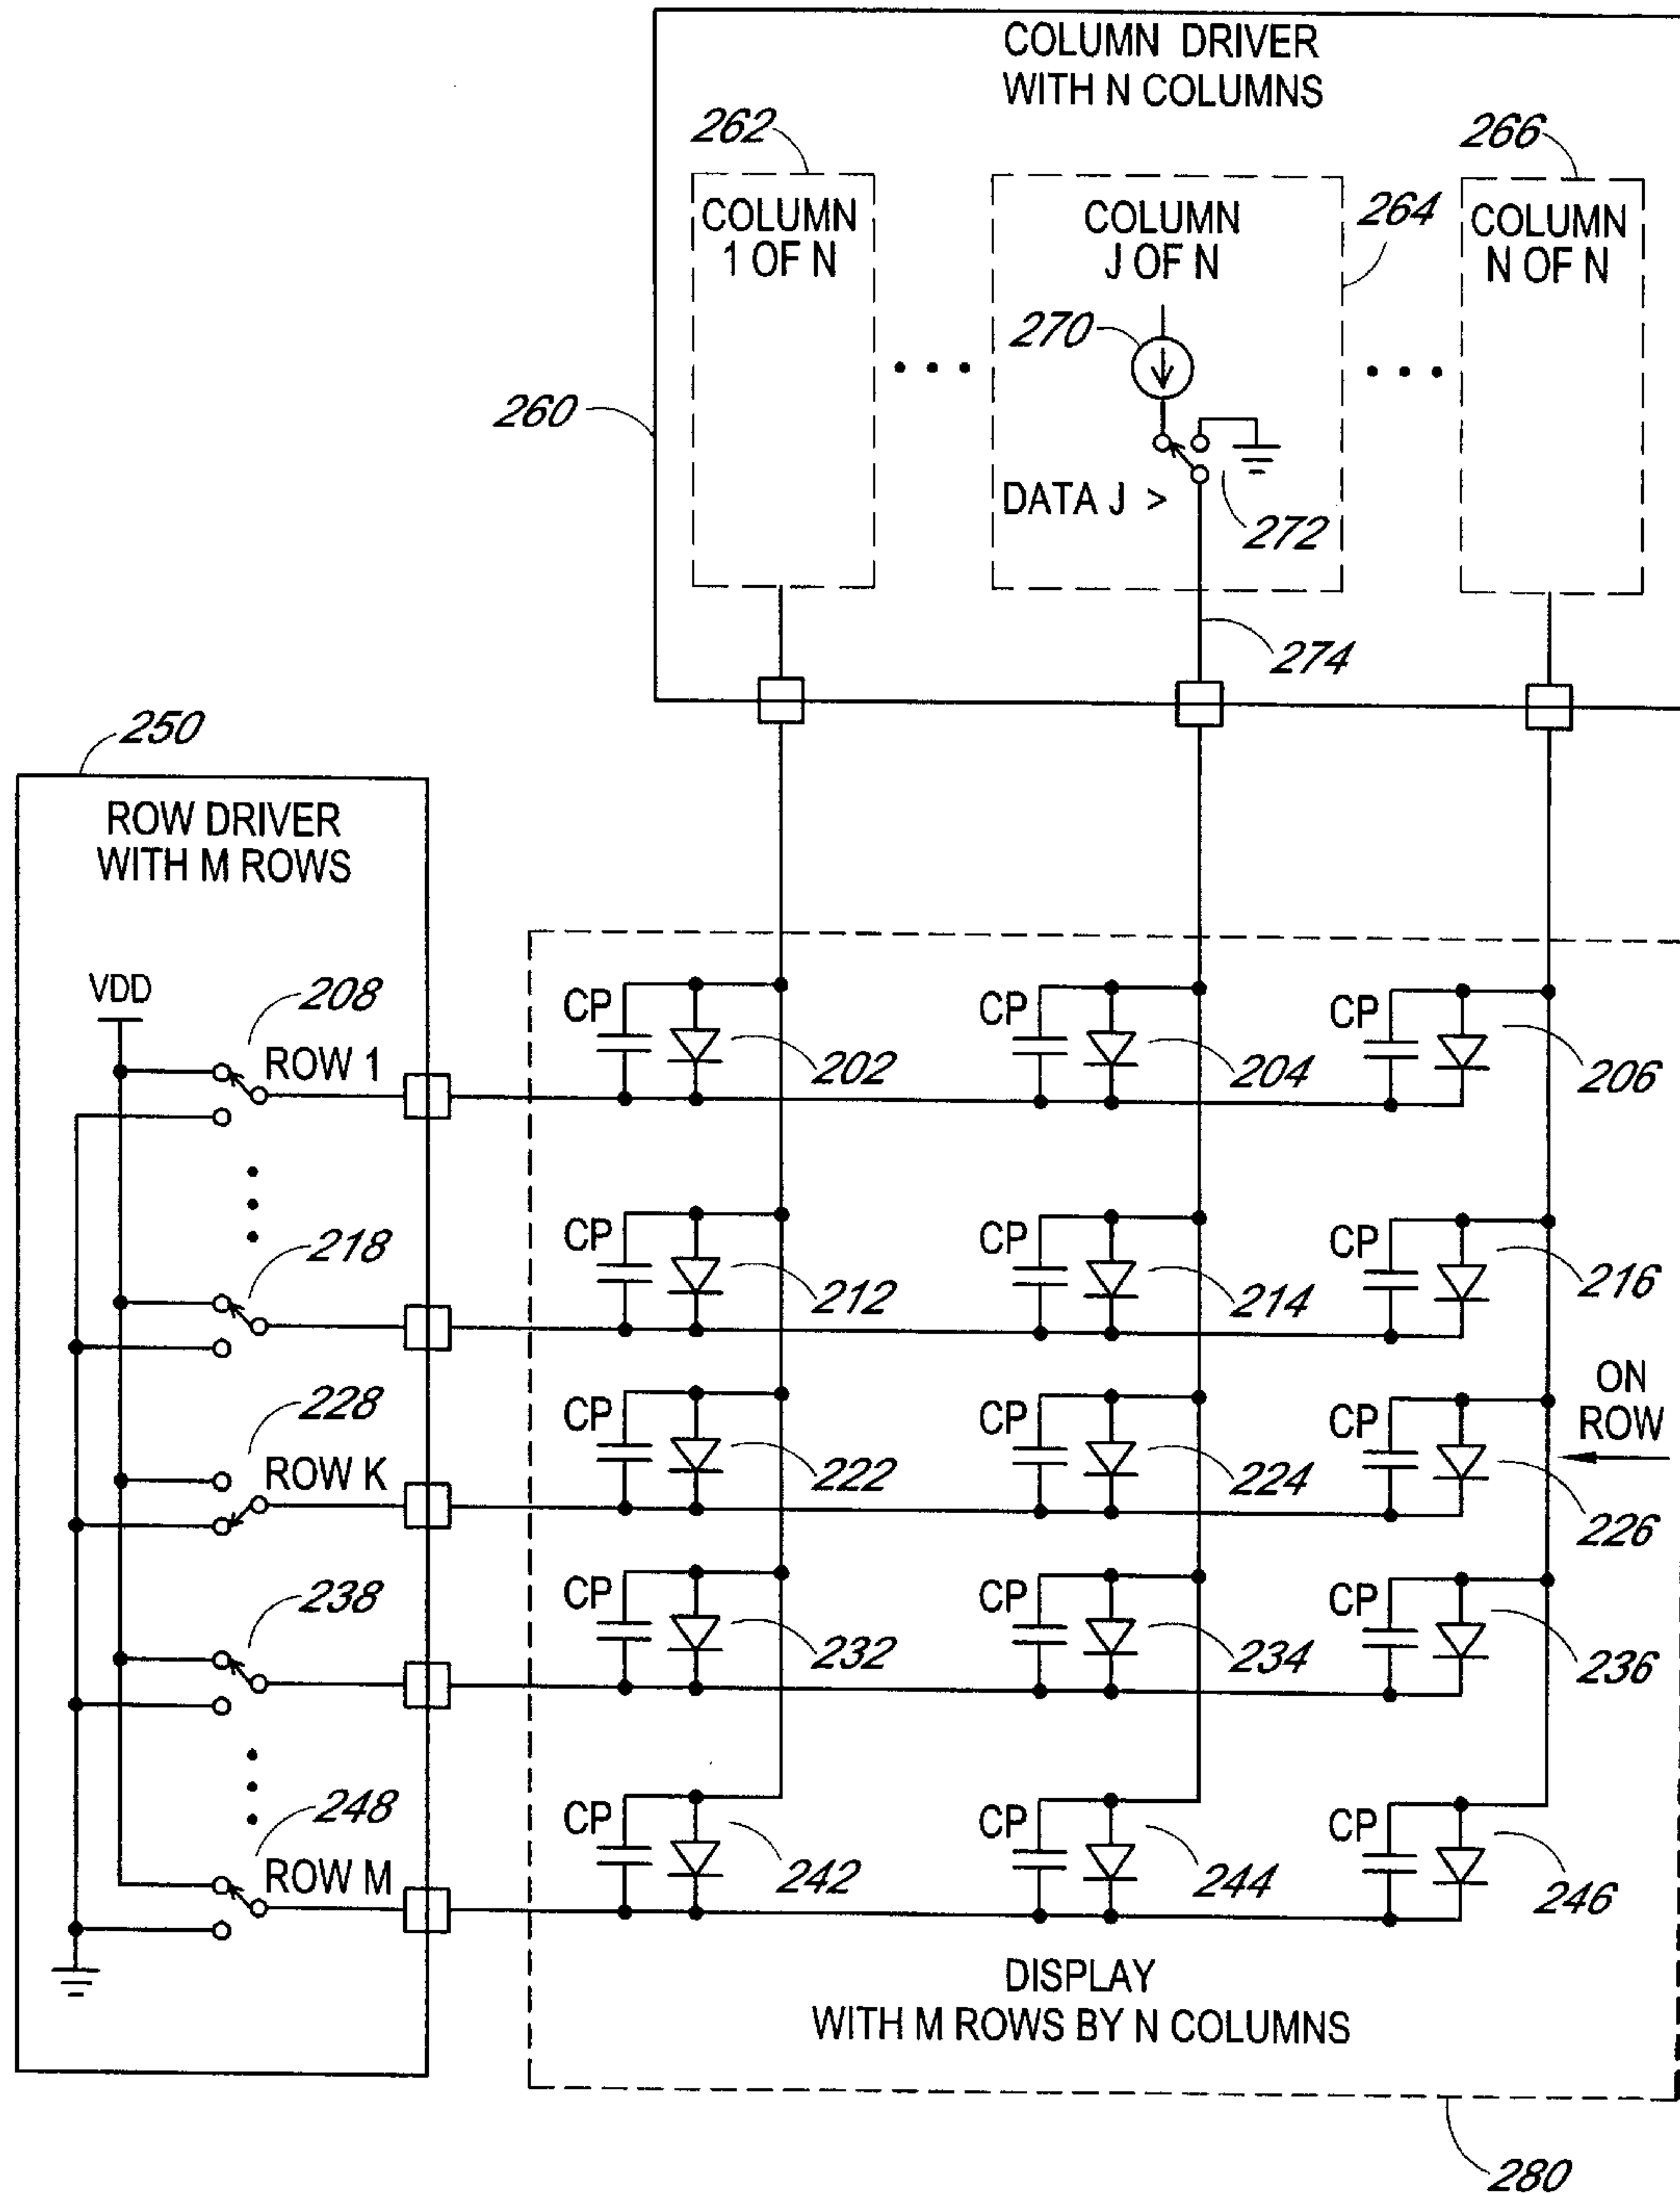 COLUMN DRIVER
WITH N COLUMNS
262
266
COLUMN
1 OF N
COLUMN
J OF N
264
COLUMN
N OF N
270
260
DATA J >
272
274
250
ROW DRIVER
WITH M ROWS
VDD
208
ROW 1
CP
202
CP
204
CP
206
218
CP
212
CP
214
CP
216
ON
ROW
228
ROW K
CP
222
CP
224
CP
226
238
CP
232
CP
234
CP
236
248
ROW M
CP
242
CP
244
CP
246
DISPLAY
WITH M ROWS BY N COLUMNS
280